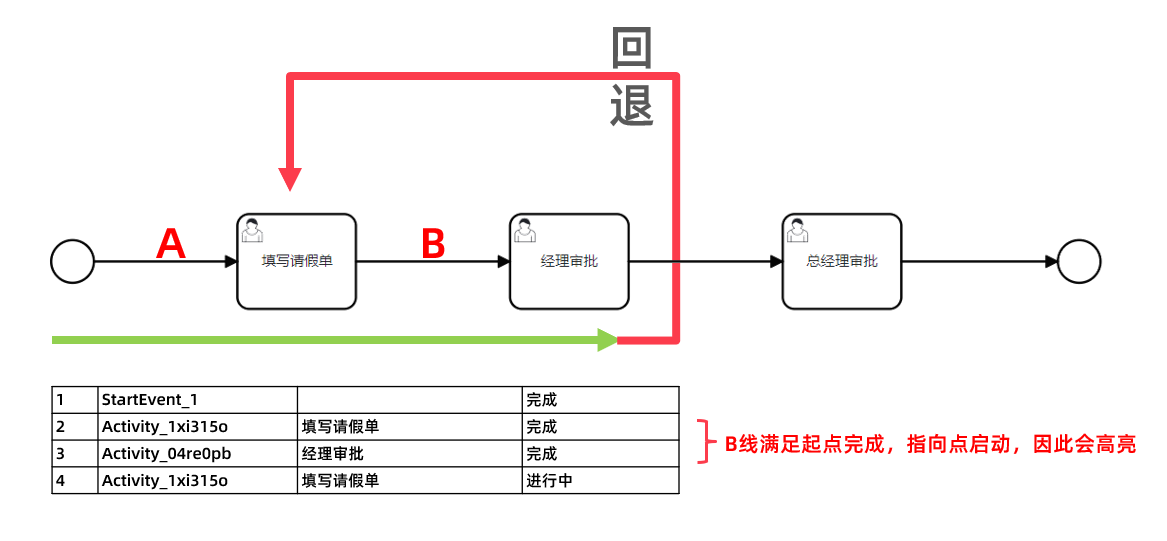 回
退
A
B
填写请假单
经理审批
总经理审批
1 StartEvent_1 完成
2 Activity_1xi315o 填写请假单 完成
3 Activity_04re0pb 经理审批 完成
4 Activity_1xi315o 填写请假单 进行中
B线满足起点完成，指向点启动，因此会高亮